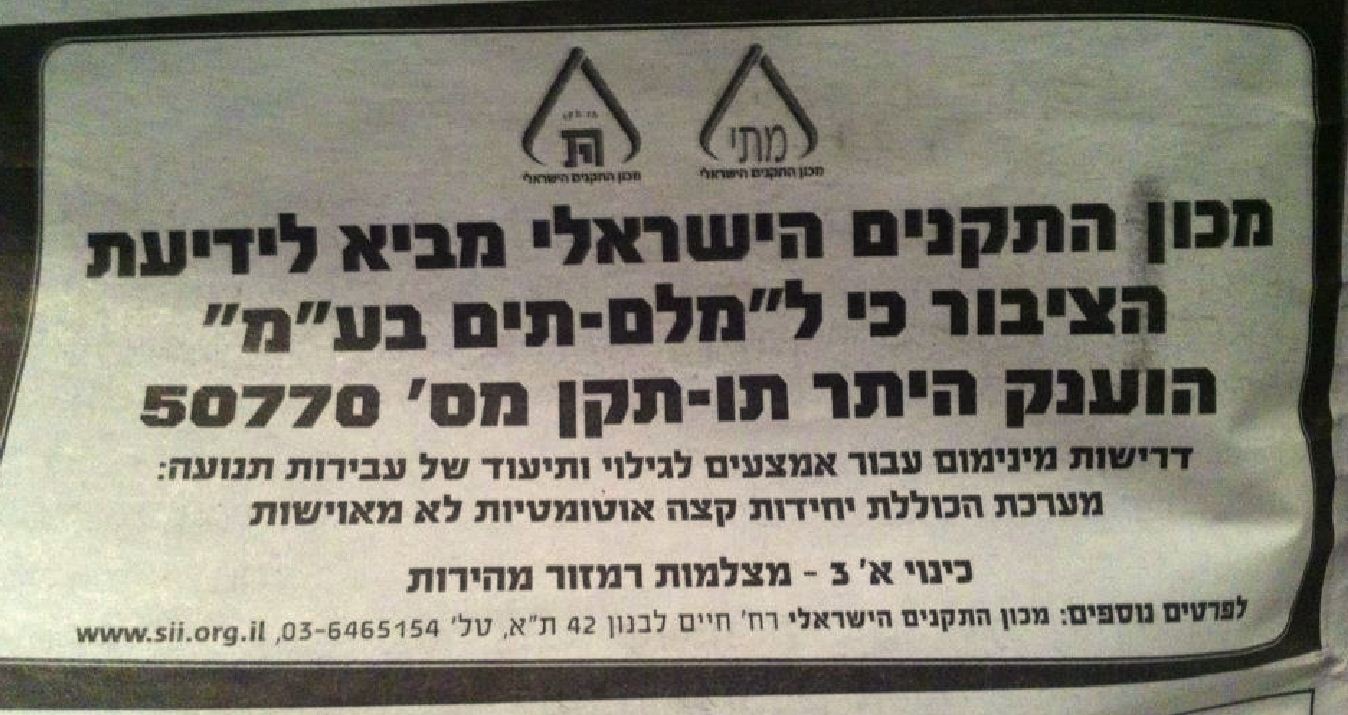 מתי
מכון התקנים הישראלי
ת
מכון התקנים הישראלי
מכון התקנים הישראלי מביא לידיעת
הציבור כי ל"מלם-תים בע"מ"
הוענק היתר תו-תקן מס' 50770
דרישות מינימום עבור אמצעים לגילוי ותיעוד של עבירות תנועה:
מערכת הכוללת יחידות קצה אוטומטיות לא מאוישות
כינוי א' 3 - מצלמות רמזור מהירות
לפרטים נוספים: מכון התקנים הישראלי רח' חיים לבנון 42 ת"א, טל' 03-6465154, www.sii.org.il